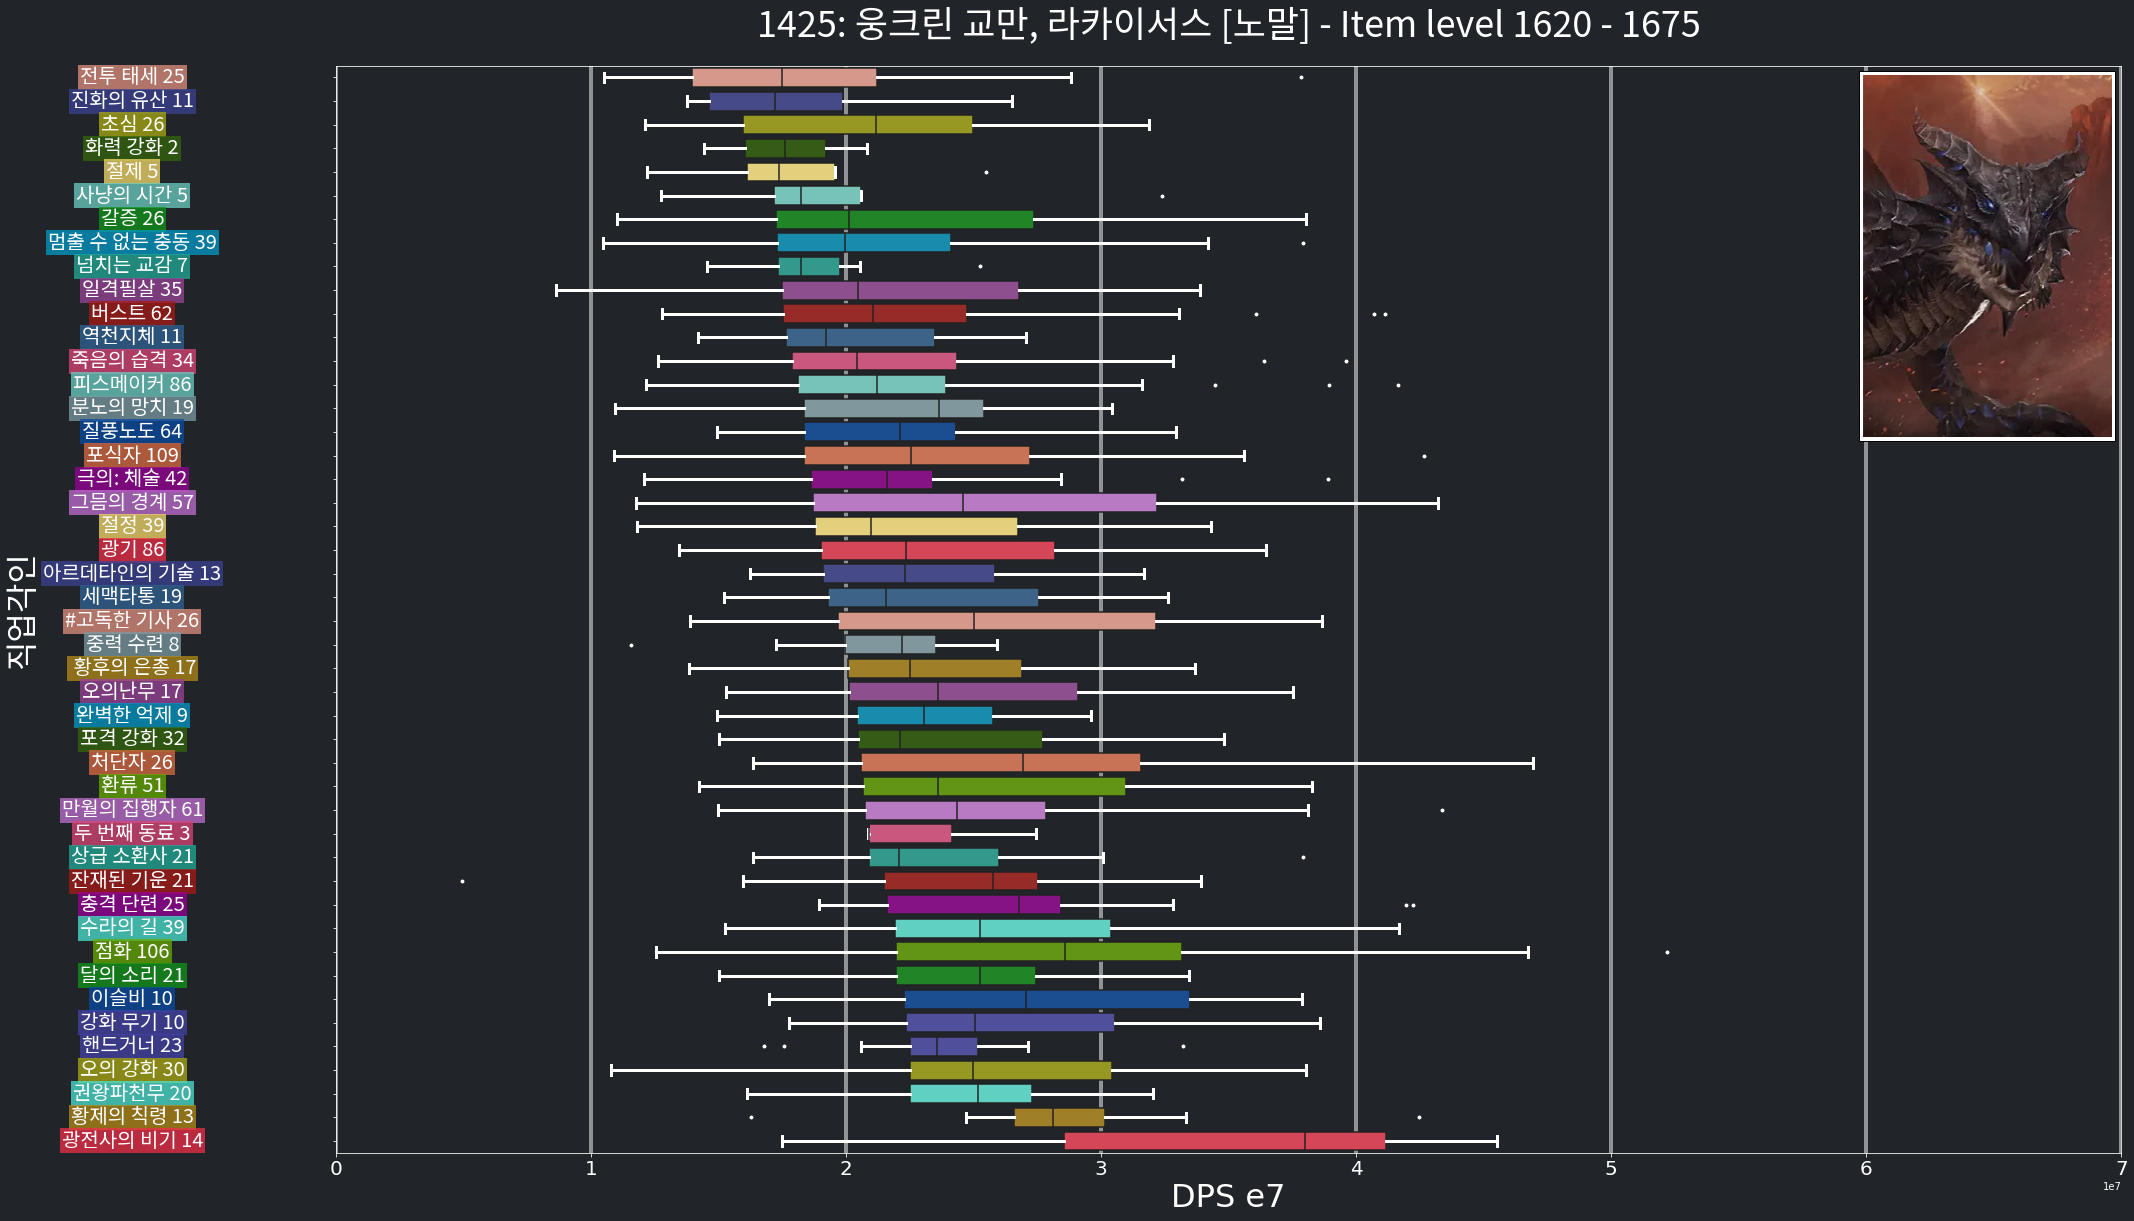 1425: 웅크린 교만, 라카이서스 [노말] - Item level 1620 - 1675
직업각인
전투 태세 25
진화의 유산 11
초심 26
화력 강화 2
절제 5
사냥의 시간 5
갈증 26
멈출 수 없는 충동 39
넘치는 교감 7
일격필살 35
버스트 62
역천지체 11
죽음의 습격 34
피스메이커 86
분노의 망치 19
질풍노도 64
포식자 109
극의: 체술 42
그믐의 경계 57
절정 39
광기 86
아르데타인의 기술 13
세맥타통 19
#고독한 기사 26
중력 수련 8
황후의 은총 17
오의난무 17
완벽한 억제 9
포격 강화 32
처단자 26
환류 51
만월의 집행자 61
두 번째 동료 3
상급 소환사 21
잔재된 기운 21
충격 단련 25
수라의 길 39
점화 106
달의 소리 21
이슬비 10
강화 무기 10
핸드거너 23
오의 강화 30
권왕파천무 20
황제의 칙령 13
광전사의 비기 14
0 1 2 3 4 5 6 7
1e7
DPS e7